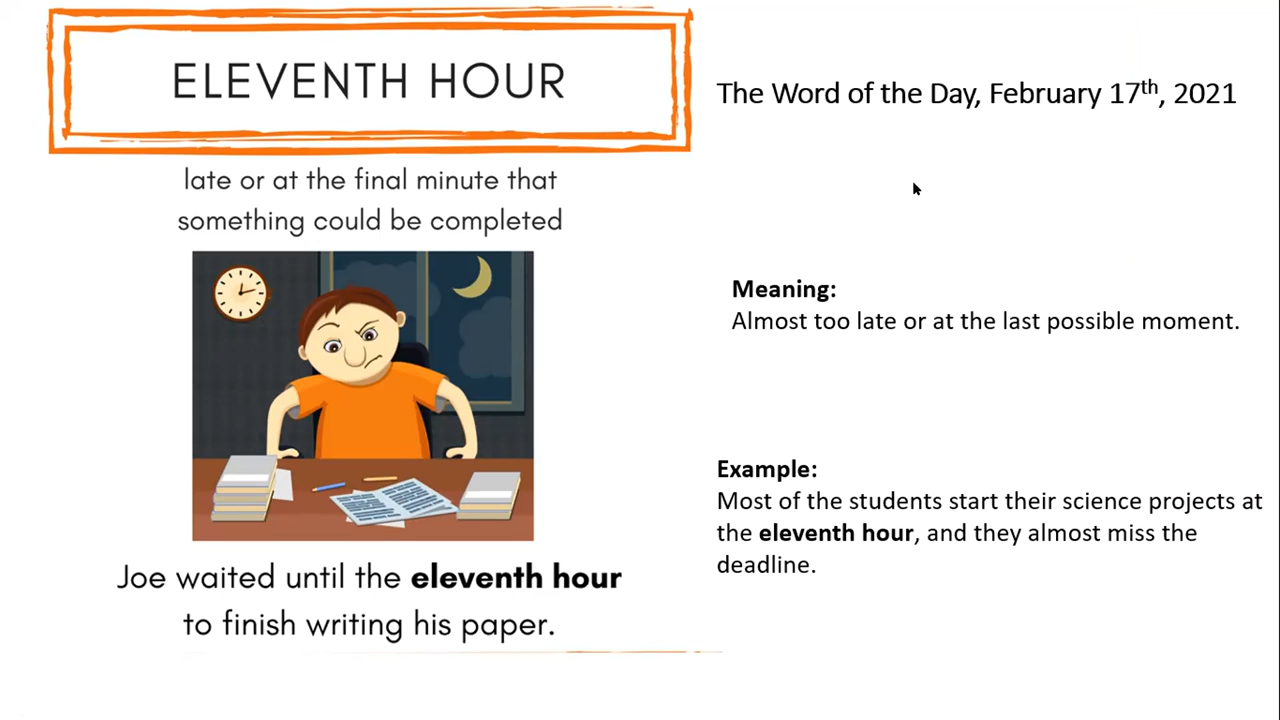 ELEVENTH HOUR
late or at the final minute that
something could be completed
Joe waited until the eleventh hour
to finish writing his paper.
The Word of the Day, February 17th, 2021
Meaning:
Almost too late or at the last possible moment.
Example:
Most of the students start their science projects at
the eleventh hour, and they almost miss the
deadline.